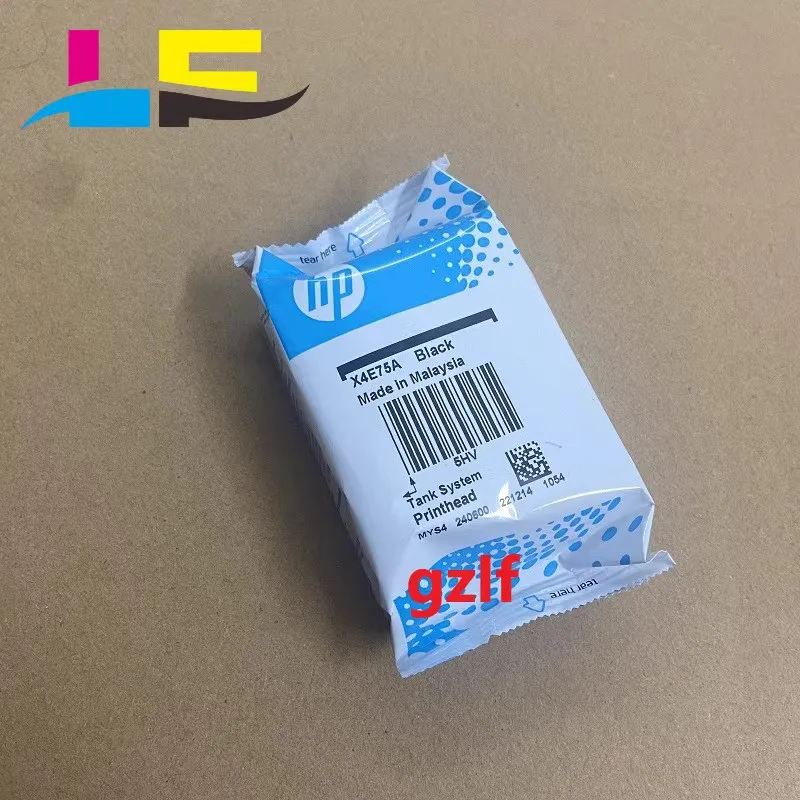 LF
tear here
hp
X4E75A Black
Made in Malaysia
5HV
Tank System
Printhead
MYS4 240600 221214 1054
gzlf
tear here